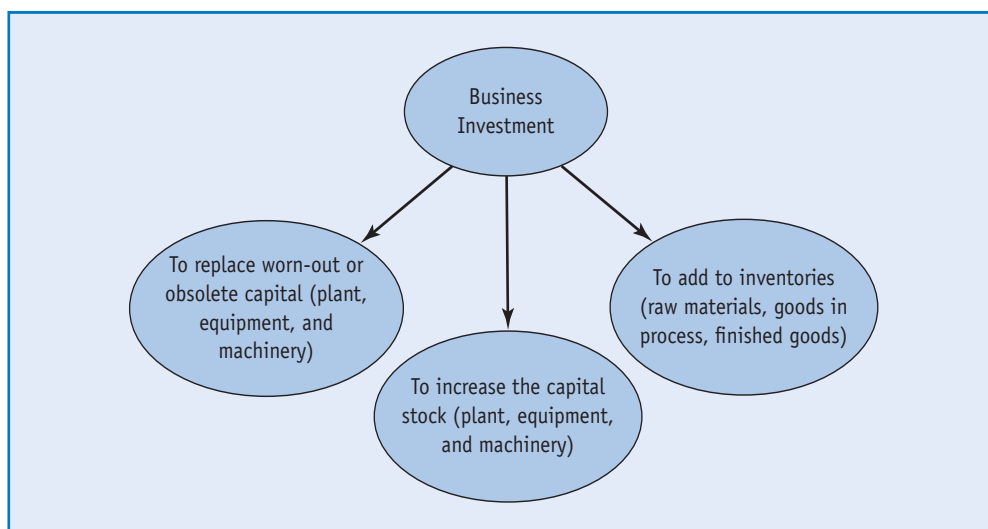 Business
Investment
To replace worn-out or
obsolete capital (plant,
equipment, and
machinery)
To increase the capital
stock (plant, equipment,
and machinery)
To add to inventories
(raw materials, goods in
process, finished goods)